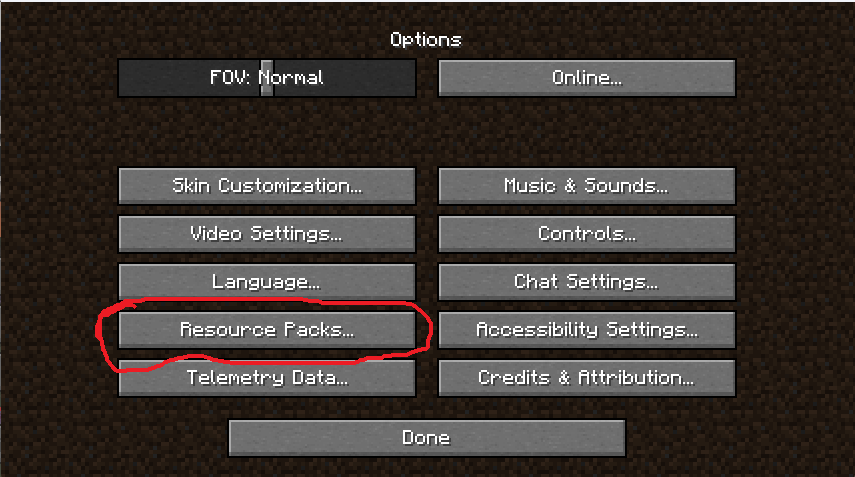 Options
FOV: Normal
Online...
Skin Customization...
Music & Sounds...
Video Settings...
Controls...
Language...
Chat Settings...
Resource Packs...
Accessibility Settings...
Telemetry Data...
Credits & Attribution...
Done